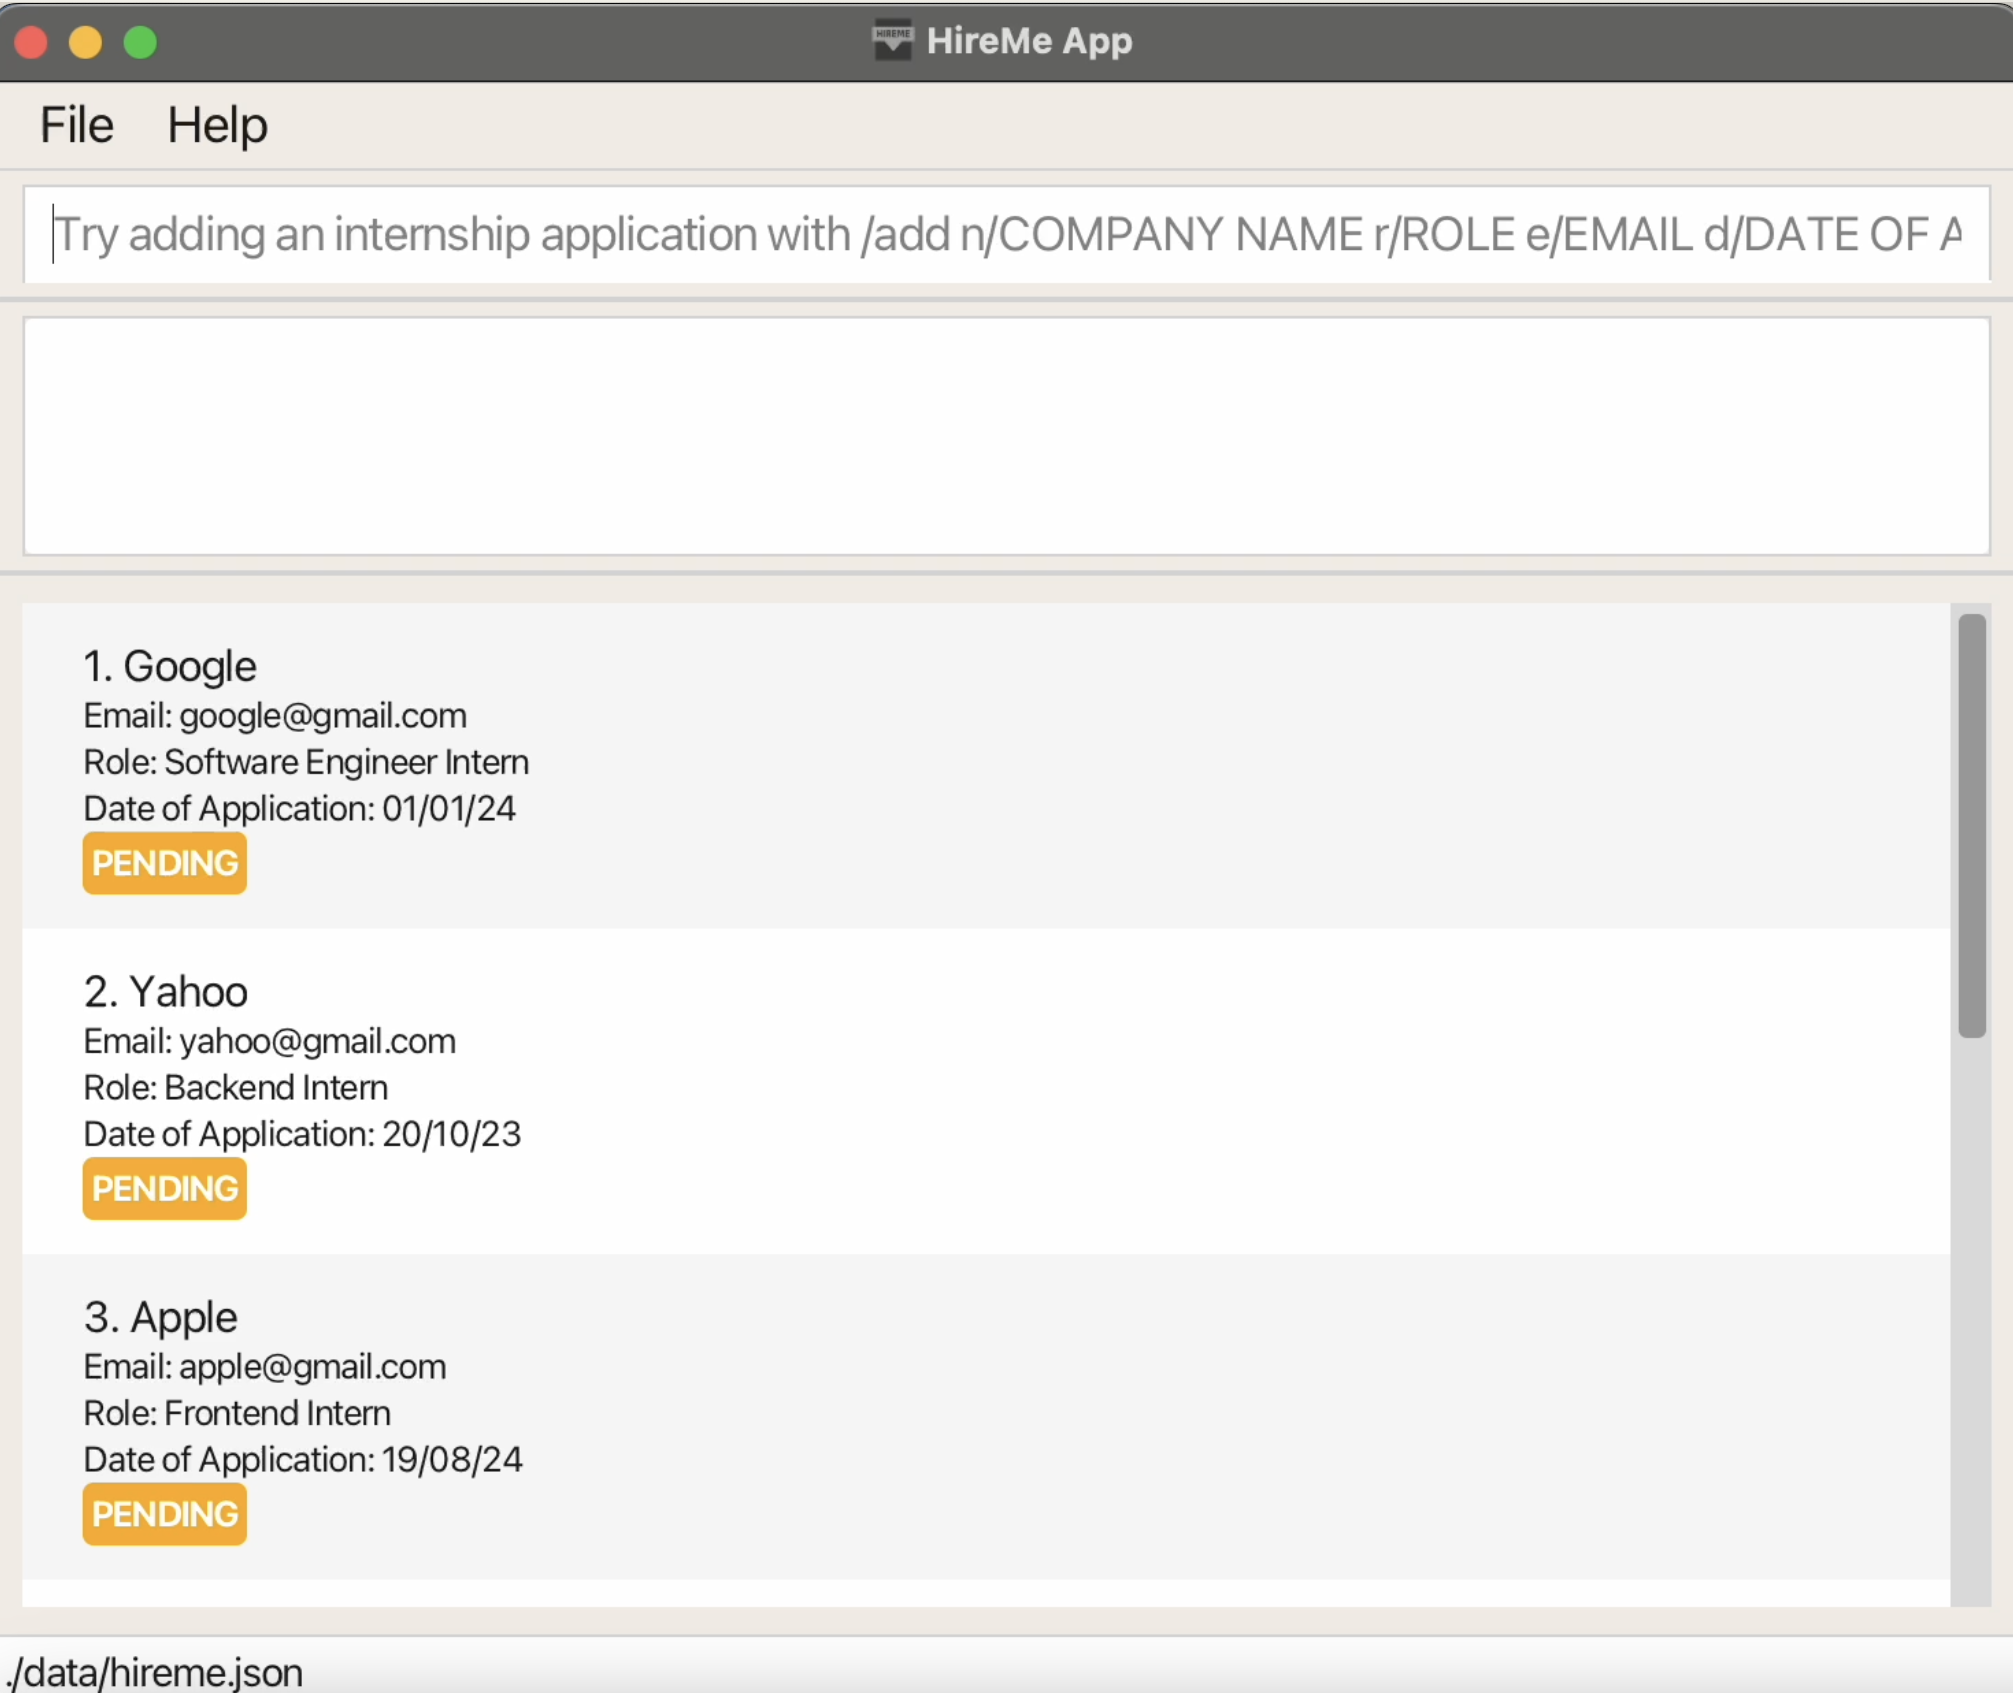 HIREME
HireMe App
File Help
Try adding an internship application with /add n/COMPANY NAME r/ROLE e/EMAIL d/DATE OF A
1. Google
Email: google@gmail.com
Role: Software Engineer Intern
Date of Application: 01/01/24
PENDING
2. Yahoo
Email: yahoo@gmail.com
Role: Backend Intern
Date of Application: 20/10/23
PENDING
3. Apple
Email: apple@gmail.com
Role: Frontend Intern
Date of Application: 19/08/24
PENDING
./data/hireme.json